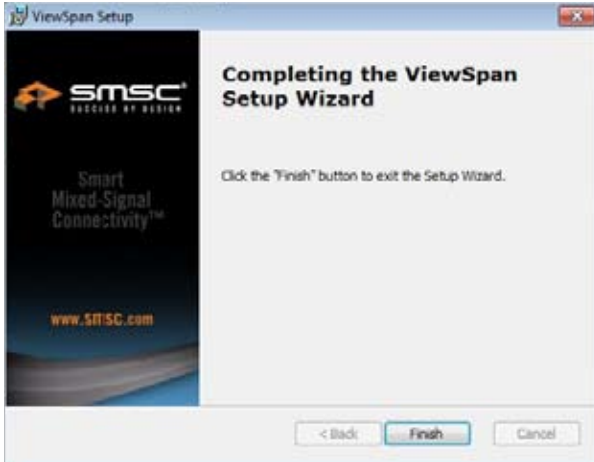 ViewSpan Setup
smsc®
SUCCESS BY DESIGN
Smart
Mixed-Signal
Connectivity™
www.smsc.com
Completing the ViewSpan
Setup Wizard
Click the "Finish" button to exit the Setup Wizard.
< Back
Finish
Cancel